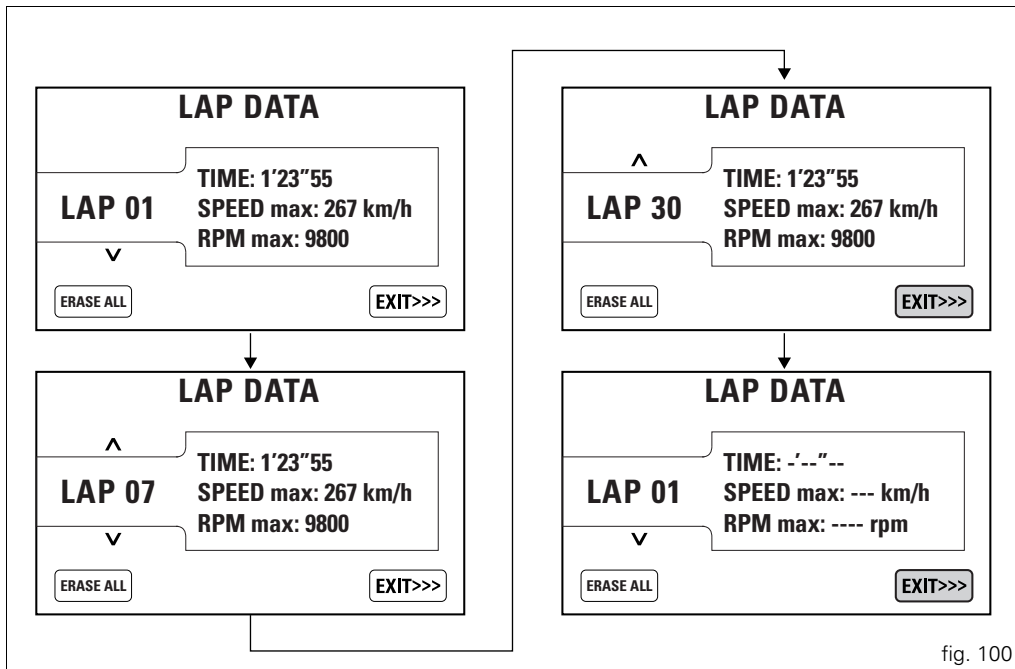 LAP DATA
^
LAP 01
v
TIME: 1'23"55
SPEED max: 267 km/h
RPM max: 9800
ERASE ALL
EXIT>>>
LAP DATA
^
LAP 07
v
TIME: 1'23"55
SPEED max: 267 km/h
RPM max: 9800
ERASE ALL
EXIT>>>
LAP DATA
^
LAP 30
TIME: 1'23"55
SPEED max: 267 km/h
RPM max: 9800
ERASE ALL
EXIT>>>
LAP DATA
LAP 01
v
TIME: -'--"--
SPEED max: --- km/h
RPM max: ---- rpm
ERASE ALL
EXIT>>>
fig. 100